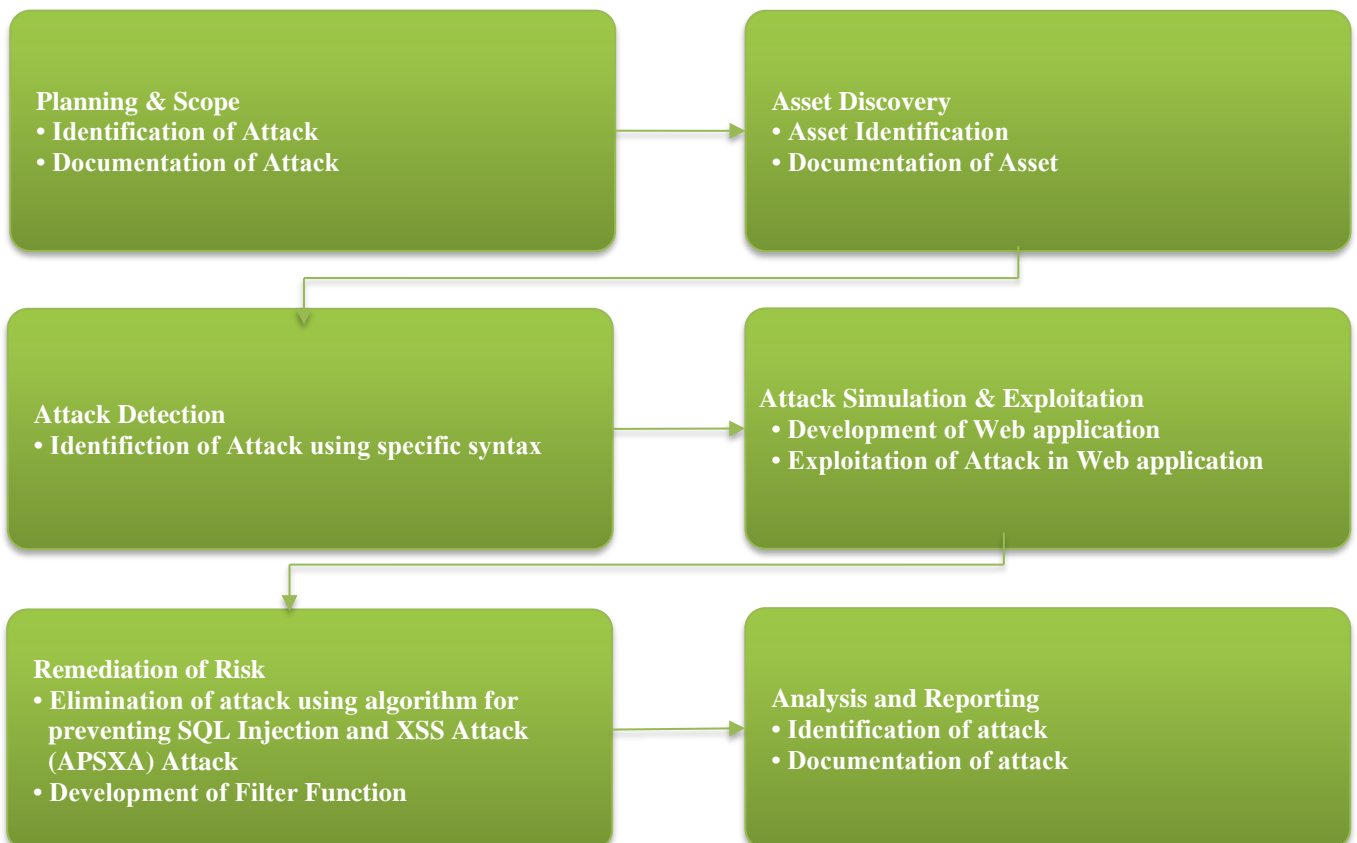 Planning & Scope
• Identification of Attack
• Documentation of Attack
Asset Discovery
• Asset Identification
• Documentation of Asset
Attack Detection
• Identifiction of Attack using specific syntax
Attack Simulation & Exploitation
• Development of Web application
• Exploitation of Attack in Web application
Remediation of Risk
• Elimination of attack using algorithm for
preventing SQL Injection and XSS Attack
(APSXA) Attack
• Development of Filter Function
Analysis and Reporting
• Identification of attack
• Documentation of attack